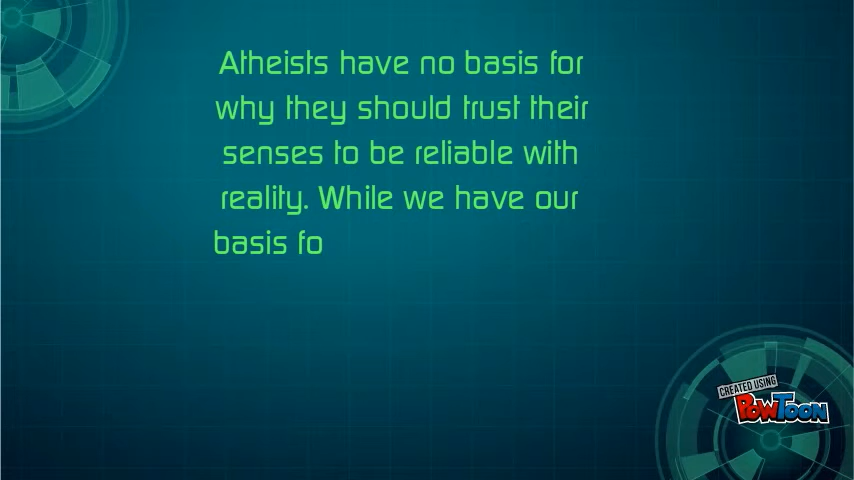 Atheists have no basis for
why they should trust their
senses to be reliable with
reality. While we have our
basis fo
CREATED USING
POWTOON